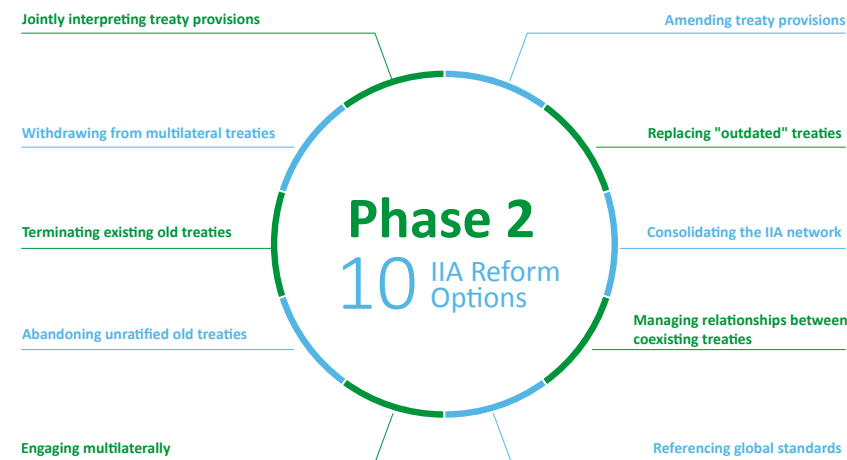 Jointly interpreting treaty provisions
Amending treaty provisions
Withdrawing from multilateral treaties
Replacing "outdated" treaties
Phase 2
10 IIA Reform
Options
Terminating existing old treaties
Consolidating the IIA network
Abandoning unratified old treaties
Managing relationships between
coexisting treaties
Engaging multilaterally
Referencing global standards